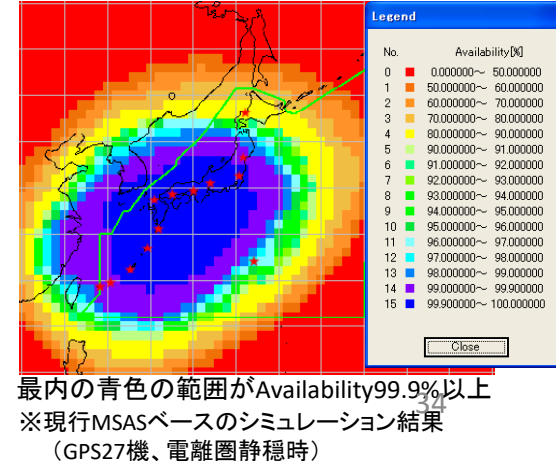 Legend
No. Availability[%]
0 0.000000～ 50.000000
1 50.000000～ 60.000000
2 60.000000～ 70.000000
3 70.000000～ 80.000000
4 80.000000～ 90.000000
5 90.000000～ 91.000000
6 91.000000～ 92.000000
7 92.000000～ 93.000000
8 93.000000～ 94.000000
9 94.000000～ 95.000000
10 95.000000～ 96.000000
11 96.000000～ 97.000000
12 97.000000～ 98.000000
13 98.000000～ 99.000000
14 99.000000～ 99.900000
15 99.900000～ 100.000000
Close
最内の青色の範囲がAvailability99.9%以上
34
※現行MSASベースのシミュレーション結果
（GPS27機、電離圏静穏時）